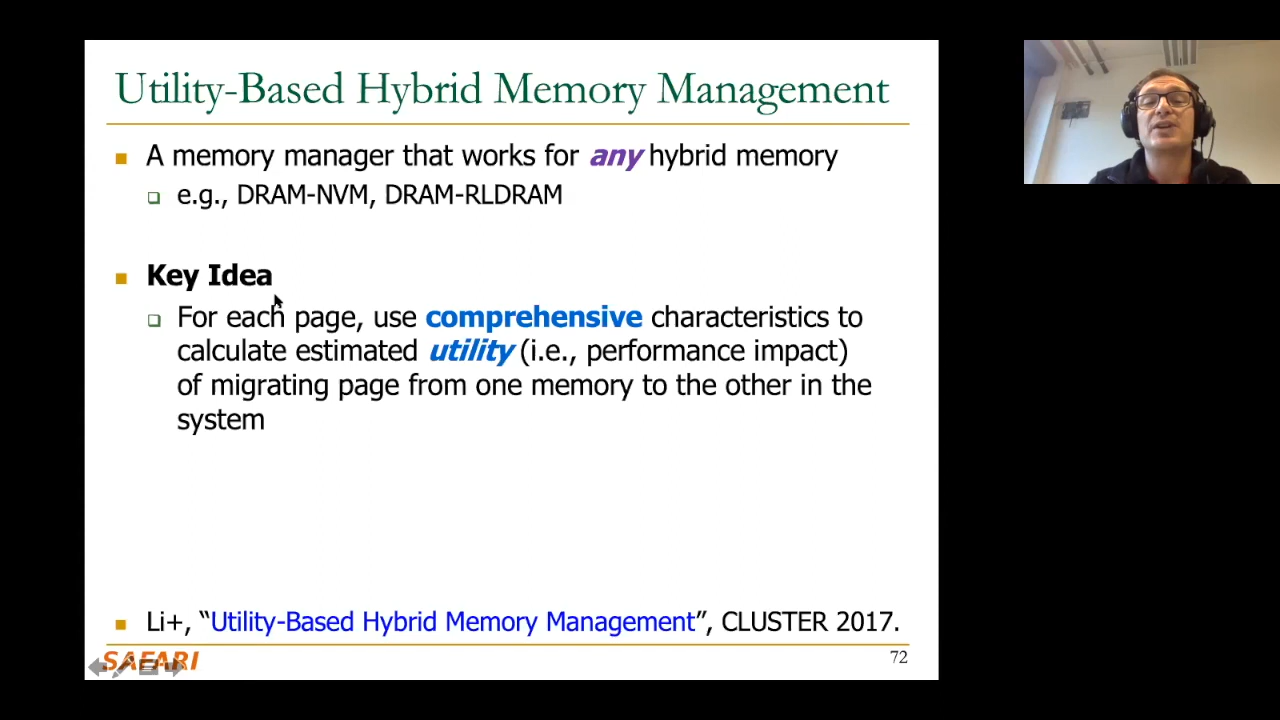 Utility-Based Hybrid Memory Management
A memory manager that works for any hybrid memory
e.g., DRAM-NVM, DRAM-RLDRAM
Key Idea
For each page, use comprehensive characteristics to
calculate estimated utility (i.e., performance impact)
of migrating page from one memory to the other in the
system
Li+, “Utility-Based Hybrid Memory Management”, CLUSTER 2017.
SAFARI
72